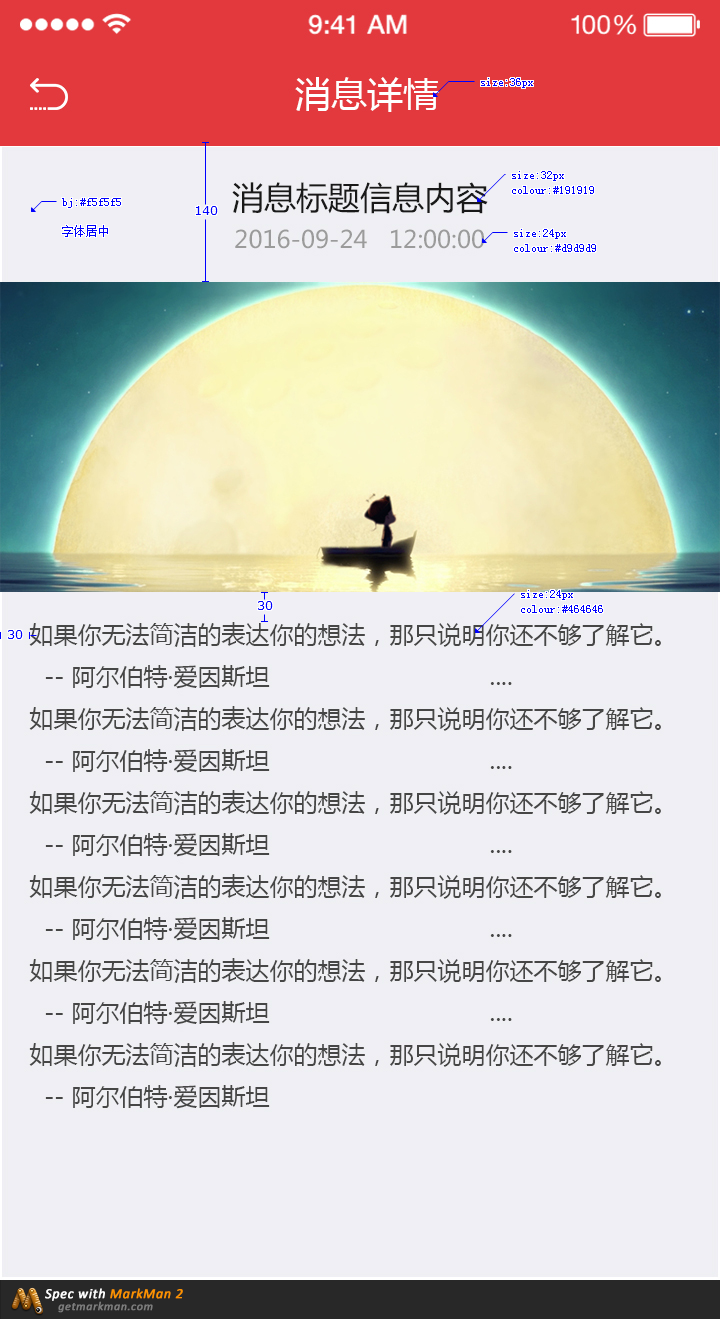 9:41 AM 100%
消息详情
size:36px
消息标题信息内容
size:32px
colour:#191919
bj:#f5f5f5
字体居中
140
2016-09-24 12:00:00
size:24px
colour:#d9d9d9
30
size:24px
colour:#464646
30
如果你无法简洁的表达你的想法，那只说明你还不够了解它。
-- 阿尔伯特·爱因斯坦 ....
如果你无法简洁的表达你的想法，那只说明你还不够了解它。
-- 阿尔伯特·爱因斯坦 ....
如果你无法简洁的表达你的想法，那只说明你还不够了解它。
-- 阿尔伯特·爱因斯坦 ....
如果你无法简洁的表达你的想法，那只说明你还不够了解它。
-- 阿尔伯特·爱因斯坦 ....
如果你无法简洁的表达你的想法，那只说明你还不够了解它。
-- 阿尔伯特·爱因斯坦 ....
如果你无法简洁的表达你的想法，那只说明你还不够了解它。
-- 阿尔伯特·爱因斯坦
Spec with MarkMan 2
getmarkman.com